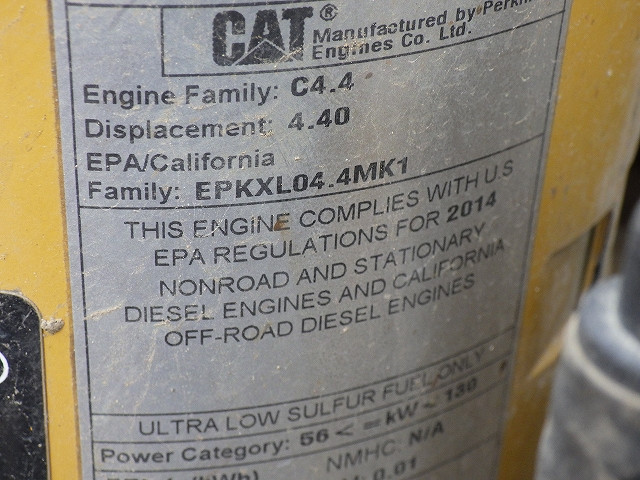 CAT® Manufactured by Perkins
Engines Co. Ltd.
Engine Family: C4.4
Displacement: 4.40
EPA/California
Family: EPKXL04.4MK1
THIS ENGINE COMPLIES WITH U.S
EPA REGULATIONS FOR 2014
NONROAD AND STATIONARY
DIESEL ENGINES AND CALIFORNIA
OFF-ROAD DIESEL ENGINES
ULTRA LOW SULFUR FUEL ONLY
Power Category: 56 < =kW < 130
NMHC: N/A
0.01